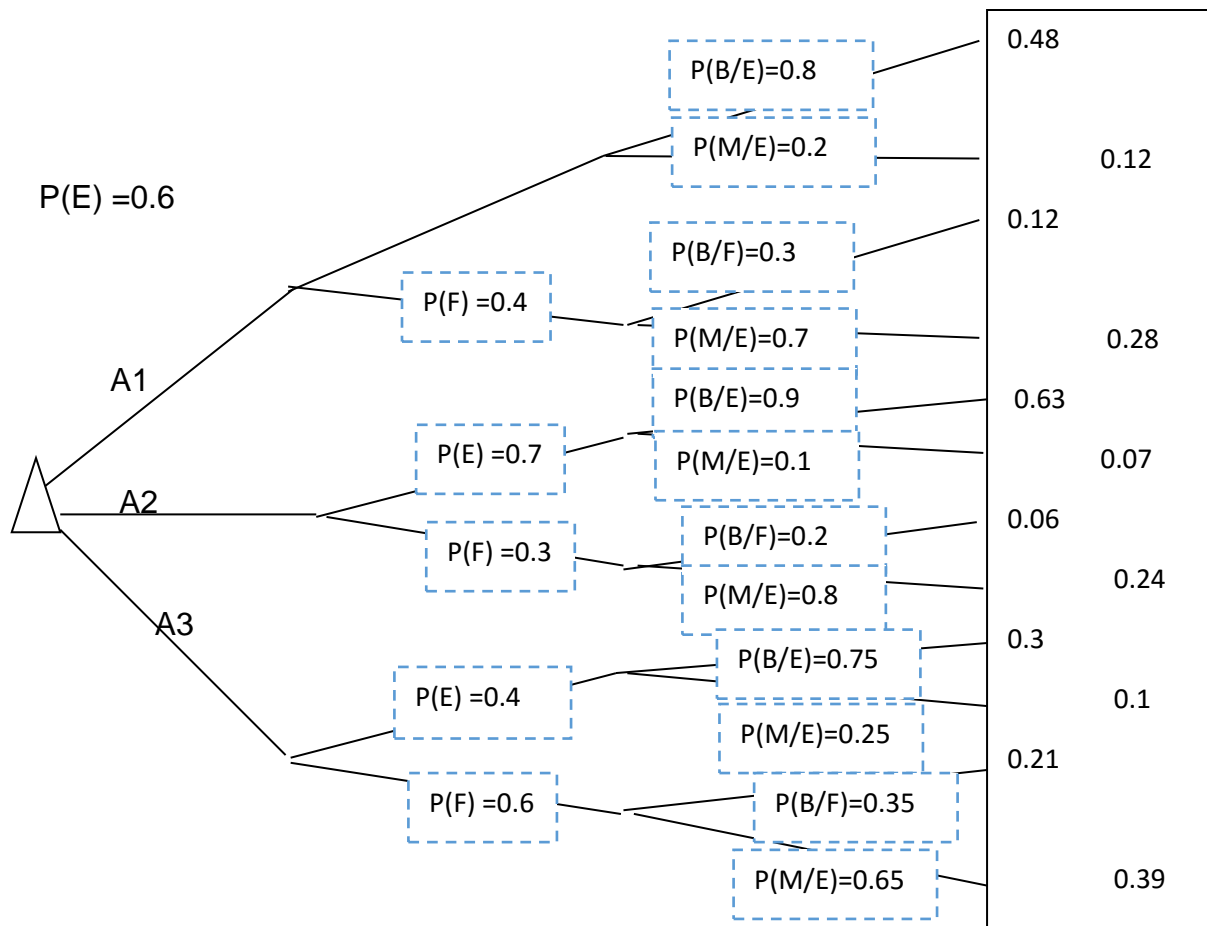 0.48
P(B/E)=0.8
P(M/E)=0.2
0.12
P(E) =0.6
0.12
P(B/F)=0.3
P(F) =0.4
P(M/E)=0.7
0.28
A1
P(B/E)=0.9
0.63
P(E) =0.7
P(M/E)=0.1
0.07
A2
0.06
P(B/F)=0.2
P(F) =0.3
0.24
P(M/E)=0.8
A3
0.3
P(B/E)=0.75
P(E) =0.4
0.1
P(M/E)=0.25
0.21
P(F) =0.6
P(B/F)=0.35
P(M/E)=0.65
0.39